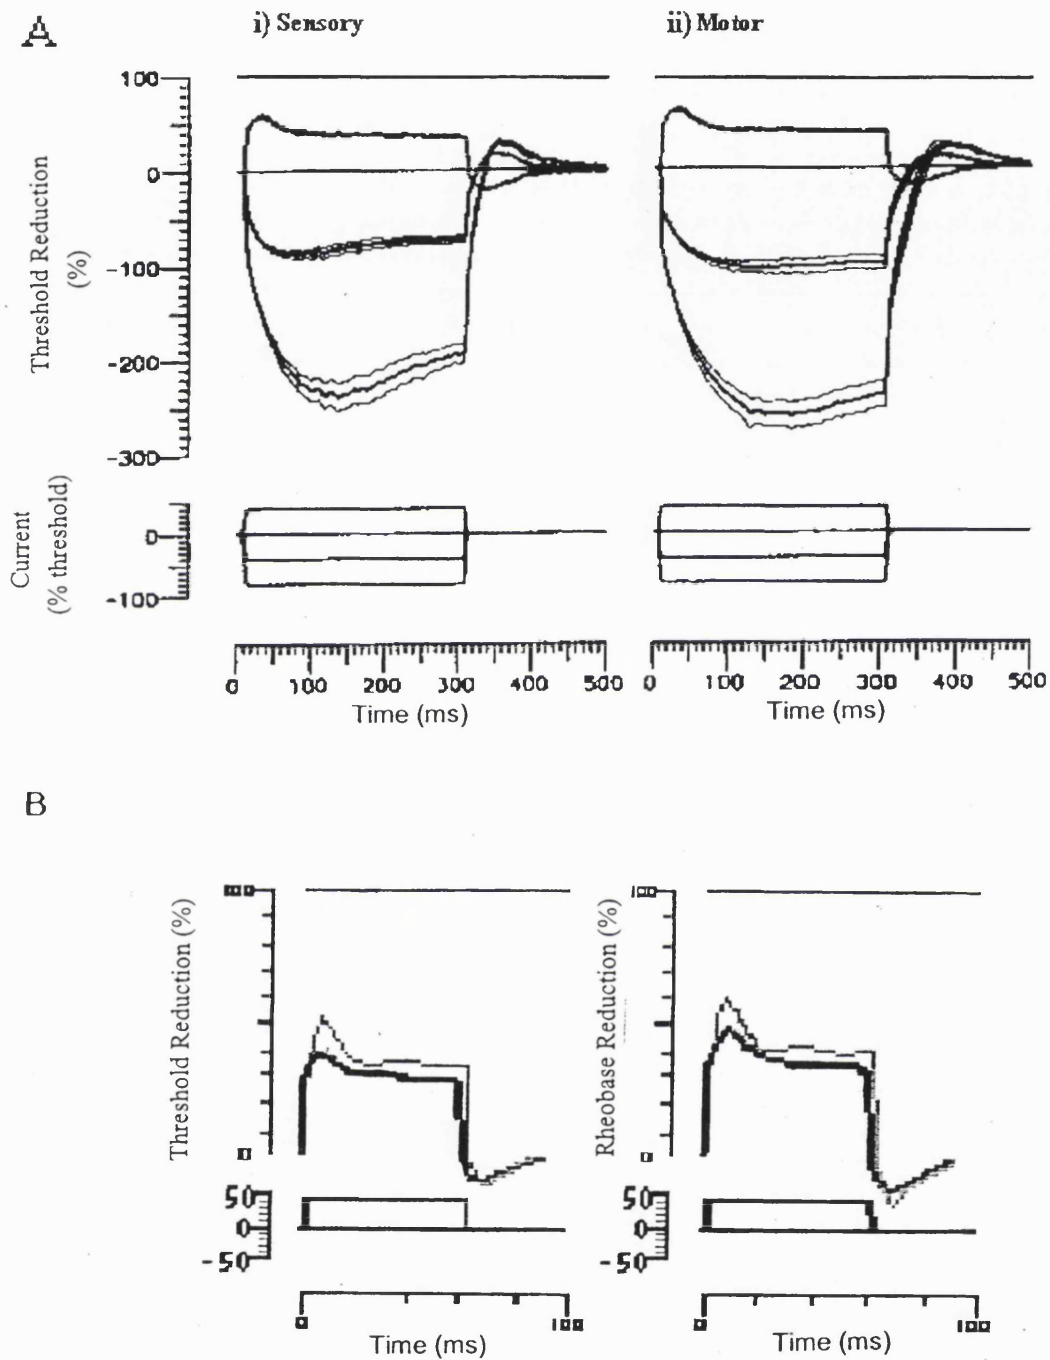 A
i) Sensory
ii) Motor
100
0
-100
-200
-300
Threshold Reduction
(%)
0
-100
Current
(% threshold)
0 100 200 300 400 500
Time (ms)
0 100 200 300 400 500
Time (ms)
B
100
0
Threshold Reduction (%)
50
0
-50
0 100
Time (ms)
100
0
Rheobase Reduction (%)
50
0
-50
0 100
Time (ms)